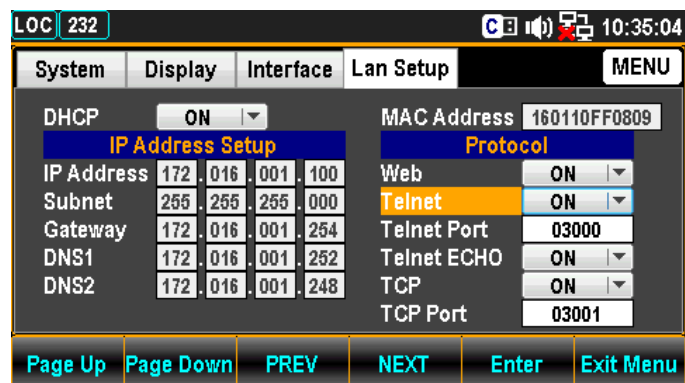 LOC 232 C 10:35:04
System Display Interface Lan Setup MENU
DHCP ON MAC Address 160110FF0809
IP Address Setup Protocol
IP Address 172 . 016 . 001 . 100 Web ON
Subnet 255 . 255 . 255 . 000 Telnet ON
Gateway 172 . 016 . 001 . 254 Telnet Port 03000
DNS1 172 . 016 . 001 . 252 Telnet ECHO ON
DNS2 172 . 016 . 001 . 248 TCP ON
TCP Port 03001
Page Up Page Down PREV NEXT Enter Exit Menu